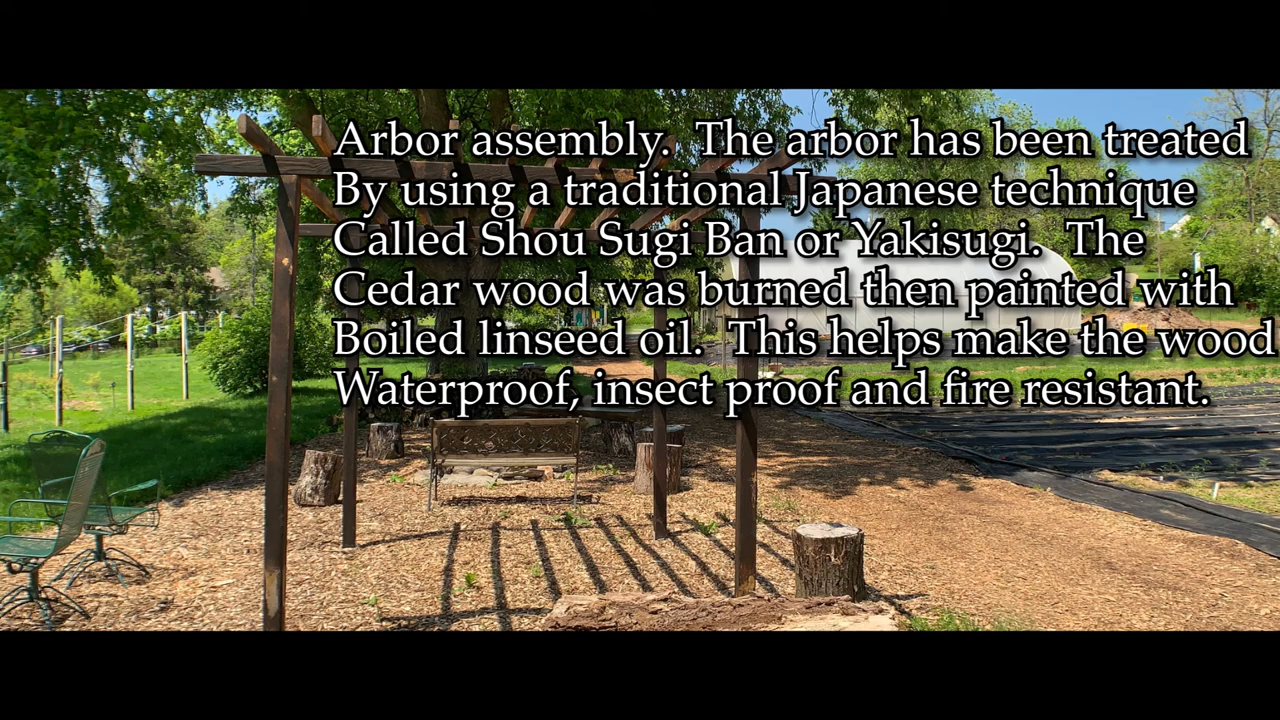 Arbor assembly.  The arbor has been treated
By using a traditional Japanese technique
Called Shou Sugi Ban or Yakisugi.  The
Cedar wood was burned then painted with
Boiled linseed oil.  This helps make the wood
Waterproof, insect proof and fire resistant.